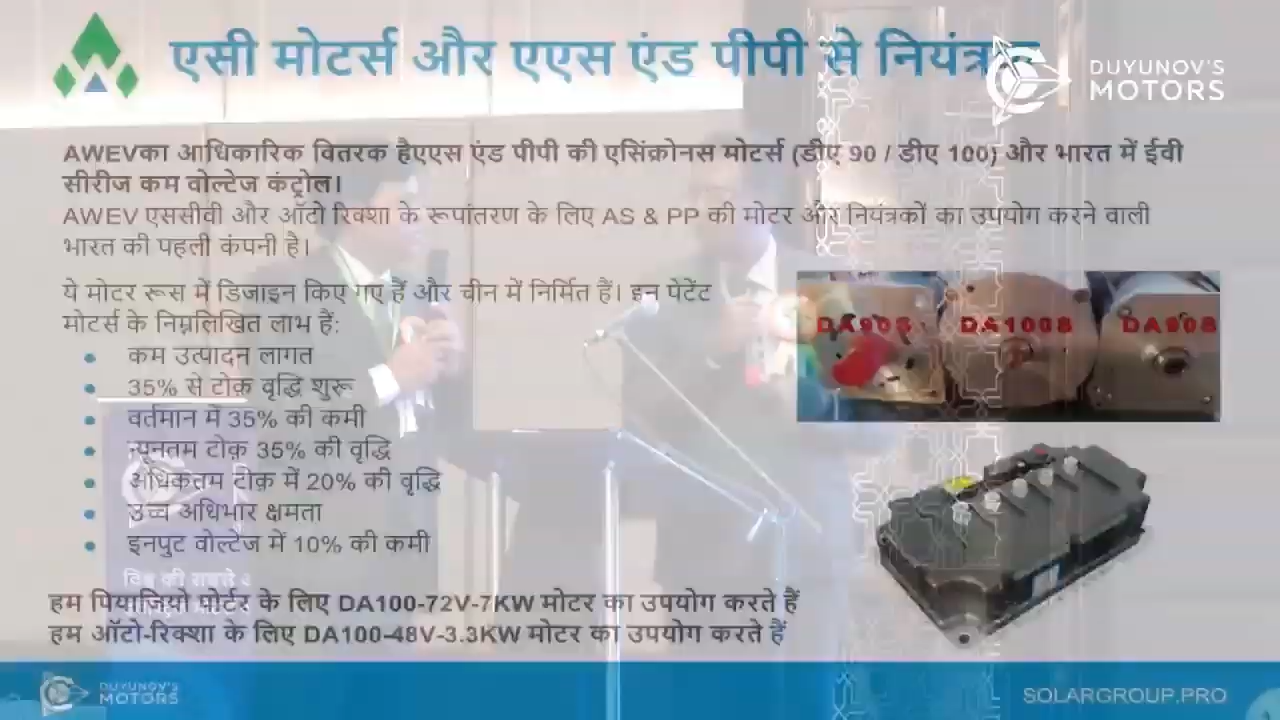 एसी मोटर्स और एएस एंड पीपी से
DUYUNOV'S
MOTORS
AWEVका आधिकारिक वितरक हैएएस एंड पीपी की एसिंक्रोनस मोटर्स (डीए 90 / डीए 100) और भारत में ईवी
सीरीज कम वोल्टेज कंट्रोल।
AWEV एससीवी और ऑटो रिक्शा के रूपांतरण के लिए AS & PP की मोटर और नियंत्रकों का उपयोग करने वाली
भारत की पहली कंपनी है।
ये मोटर रूस में डिजाइन किए गए हैं और चीन में निर्मित हैं। इन पेटेंट
मोटर्स के निम्नलिखित लाभ हैं:
कम उत्पादन लागत
35% से टोक़ वृद्धि शुरू
वर्तमान में 35% की कमी
न्यूनतम टोक़ 35% की वृद्धि
अधिकतम टोक़ में 20% की वृद्धि
उच्च अधिभार क्षमता
इनपुट वोल्टेज में 10% की कमी
DA90S DA100S DA90S
विश्व की सबसे
हम पियाजियो पोर्टर के लिए DA100-72V-7KW मोटर का उपयोग करते हैं
हम ऑटो-रिक्शा के लिए DA100-48V-3.3KW मोटर का उपयोग करते हैं
DUYUNOV'S
MOTORS
SOLARGROUP.PRO